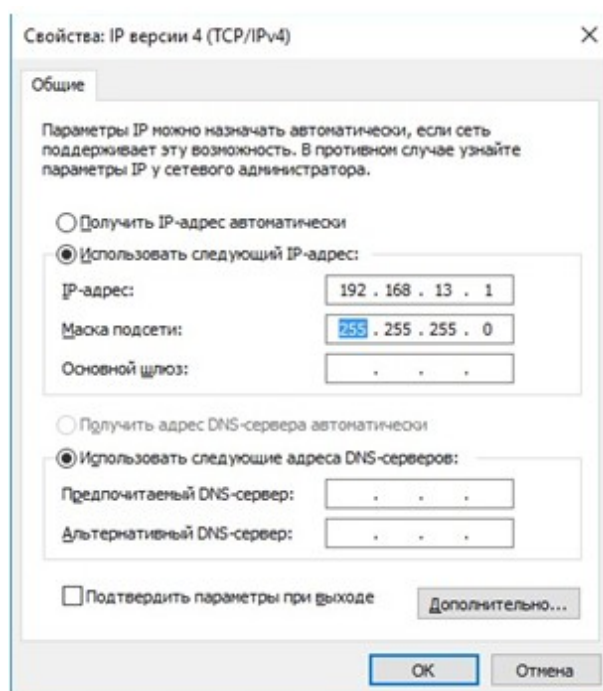 Свойства: IP версии 4 (TCP/IPv4)
Общие
Параметры IP можно назначать автоматически, если сеть
поддерживает эту возможность. В противном случае узнайте
параметры IP у сетевого администратора.
Получить IP-адрес автоматически
Использовать следующий IP-адрес:
IP-адрес: 192 . 168 . 13 . 1
Маска подсети: 255 . 255 . 255 . 0
Основной шлюз: . . .
Получить адрес DNS-сервера автоматически
Использовать следующие адреса DNS-серверов:
Предпочитаемый DNS-сервер: . . .
Альтернативный DNS-сервер: . . .
Подтвердить параметры при выходе
Дополнительно...
OK Отмена